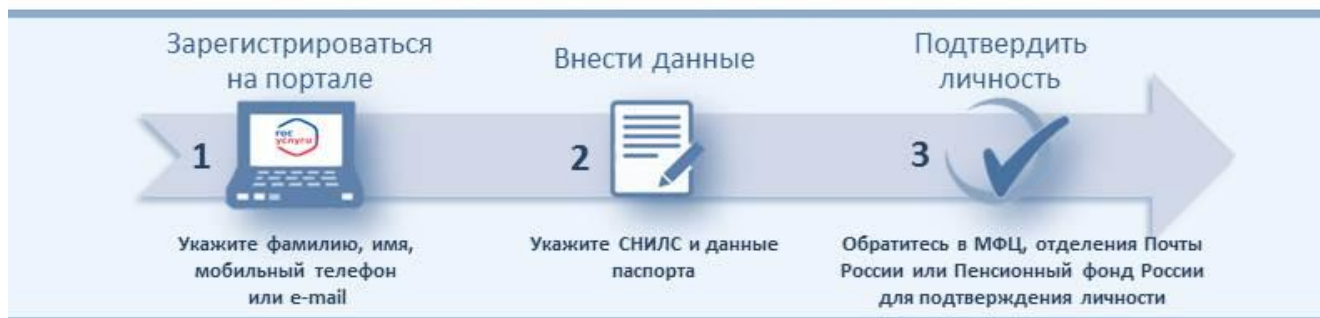 Зарегистрироваться
на портале
Внести данные
Подтвердить
личность
1
гос
услуги
2
3
Укажите фамилию, имя,
мобильный телефон
или e-mail
Укажите СНИЛС и данные
паспорта
Обратитесь в МФЦ, отделения Почты
России или Пенсионный фонд России
для подтверждения личности